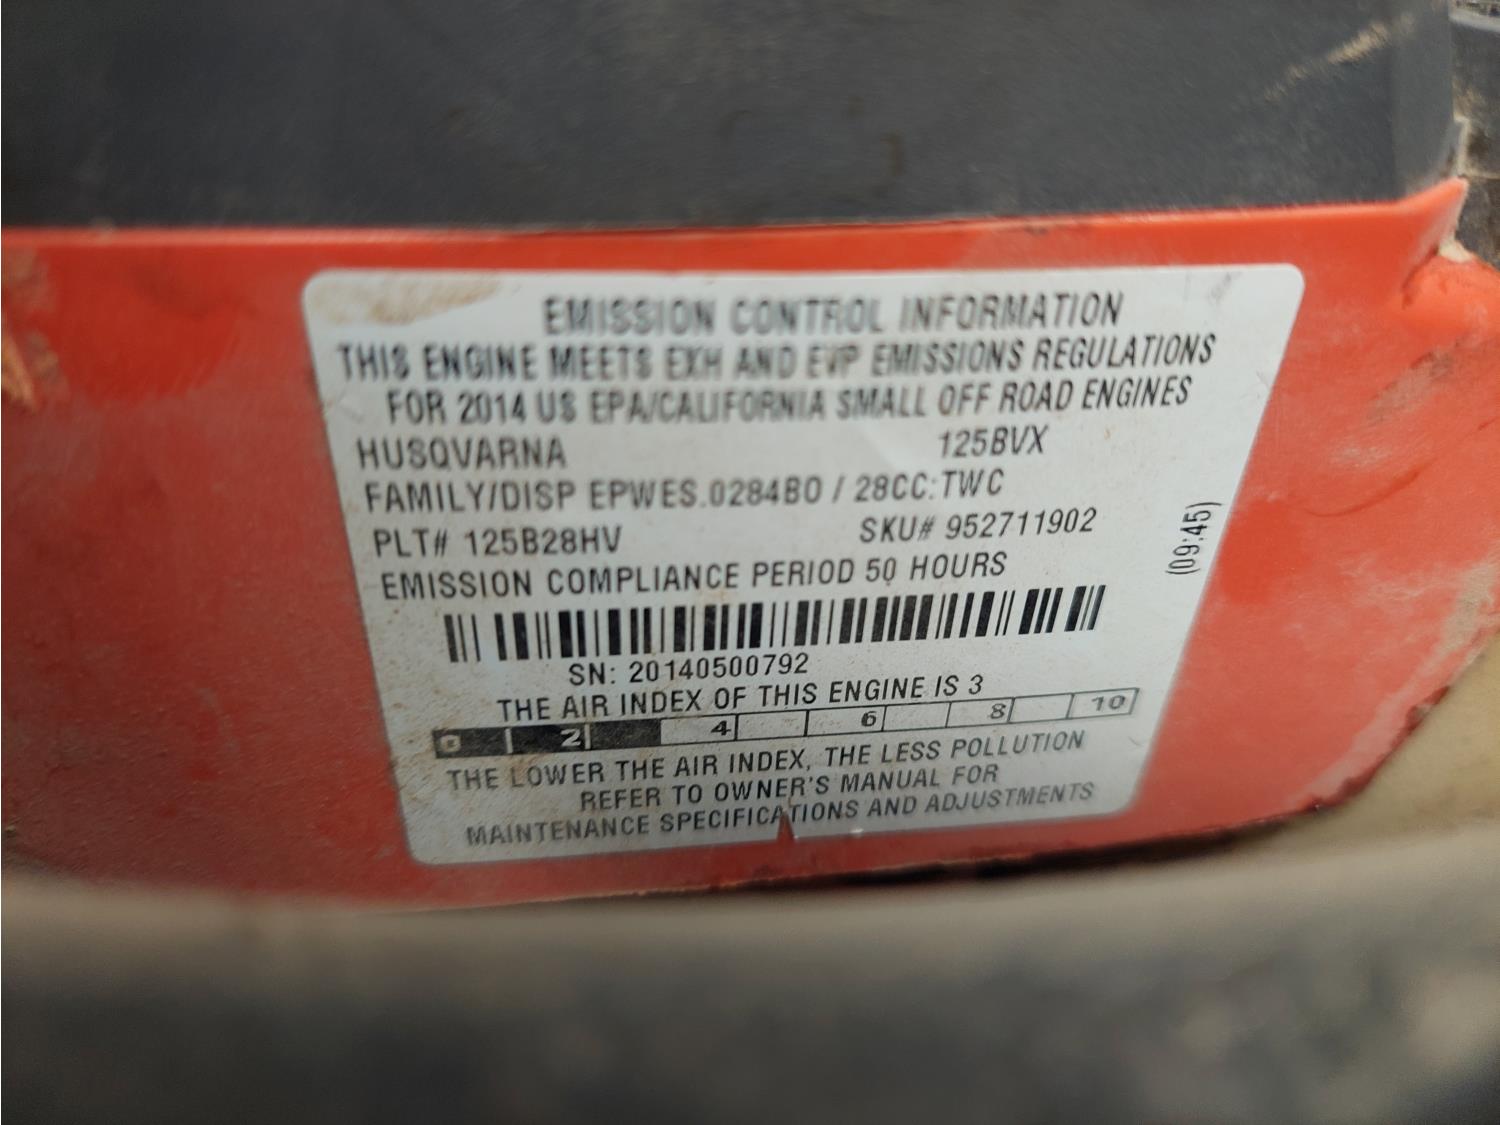 EMISSION CONTROL INFORMATION
THIS ENGINE MEETS EXH AND EVP EMISSIONS REGULATIONS
FOR 2014 US EPA/CALIFORNIA SMALL OFF ROAD ENGINES
HUSQVARNA 125BVX
FAMILY/DISP EPWES.0284BO / 28CC:TWC
PLT# 125B28HV SKU# 952711902
(09:45)
EMISSION COMPLIANCE PERIOD 50 HOURS
SN: 20140500792
THE AIR INDEX OF THIS ENGINE IS 3
0 2 4 6 8 10
THE LOWER THE AIR INDEX, THE LESS POLLUTION
REFER TO OWNER'S MANUAL FOR
MAINTENANCE SPECIFICATIONS AND ADJUSTMENTS